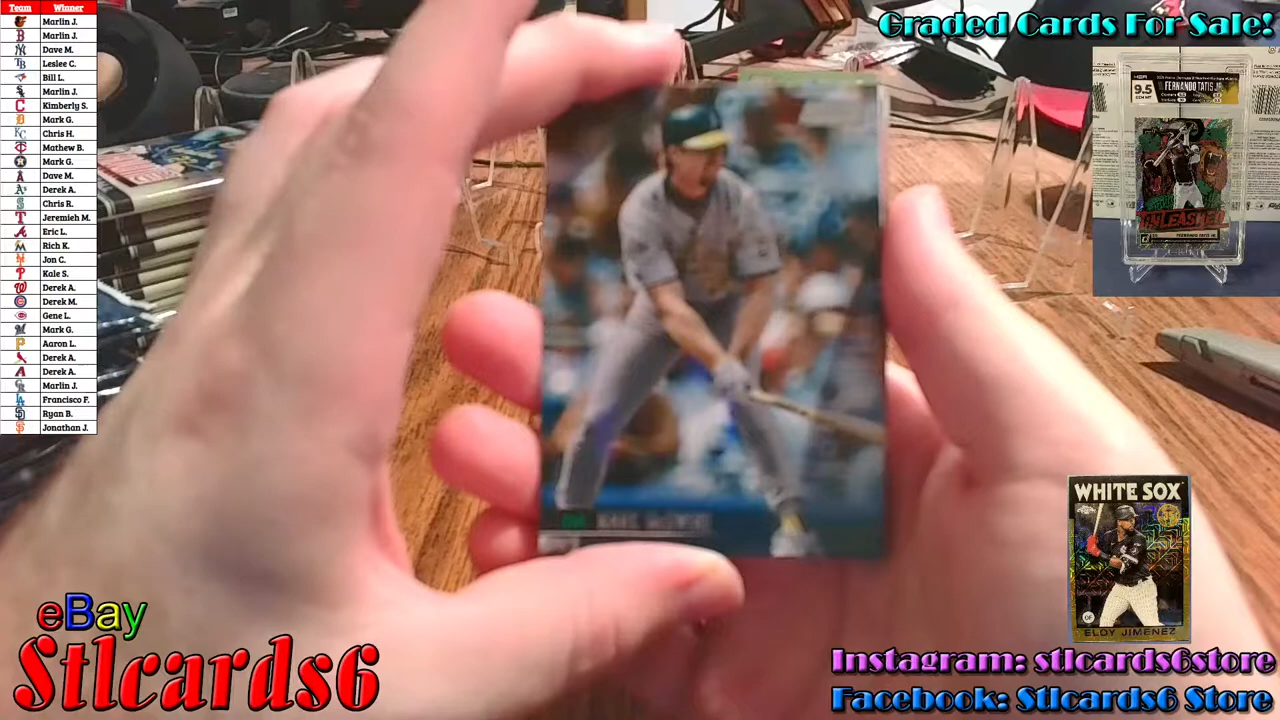 Team Winner
Marlin J.
Marlin J.
Dave M.
Leslee C.
Bill L.
Marlin J.
Kimberly S.
Mark G.
Chris H.
Mathew B.
Mark G.
Dave M.
Derek A.
Chris R.
Jeremieh M.
Eric L.
Rich K.
Jon C.
Kale S.
Derek A.
Derek M.
Gene L.
Mark G.
Aaron L.
Derek A.
Derek A.
Marlin J.
Francisco F.
Ryan B.
Jonathan J.
Graded Cards For Sale!
9.5
FERNANDO TATIS JR.
UNLEASHED
WHITE SOX
ELOY JIMENEZ
eBay
Stlcards6
Instagram: stlcards6store
Facebook: Stlcards6 Store